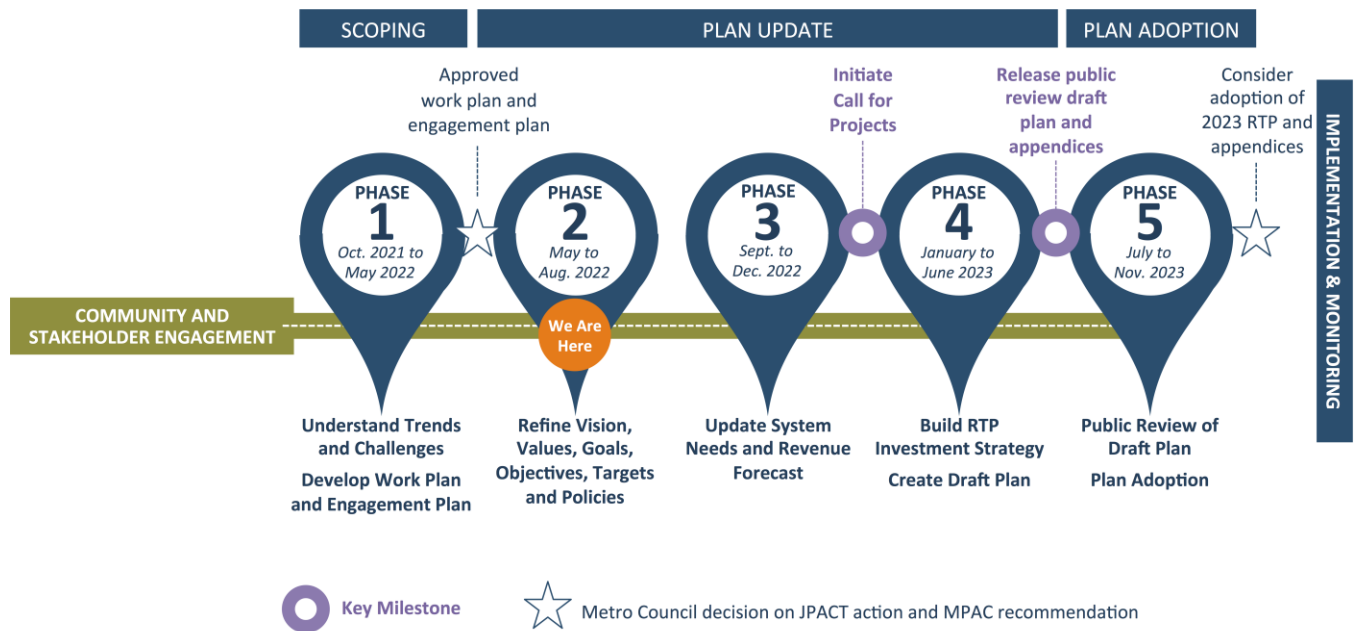 SCOPING
PLAN UPDATE
PLAN ADOPTION
Approved
work plan and
engagement plan
Initiate
Call for
Projects
Release public
review draft
plan and
appendices
Consider
adoption of
2023 RTP and
appendices
IMPLEMENTATION & MONITORING
PHASE
1
Oct. 2021 to
May 2022
PHASE
2
May to
Aug. 2022
PHASE
3
Sept. to
Dec. 2022
PHASE
4
January to
June 2023
PHASE
5
July to
Nov. 2023
COMMUNITY AND
STAKEHOLDER ENGAGEMENT
We Are
Here
Understand Trends
and Challenges
Develop Work Plan
and Engagement Plan
Refine Vision,
Values, Goals,
Objectives, Targets
and Policies
Update System
Needs and Revenue
Forecast
Build RTP
Investment Strategy
Create Draft Plan
Public Review of
Draft Plan
Plan Adoption
Key Milestone
Metro Council decision on JPACT action and MPAC recommendation